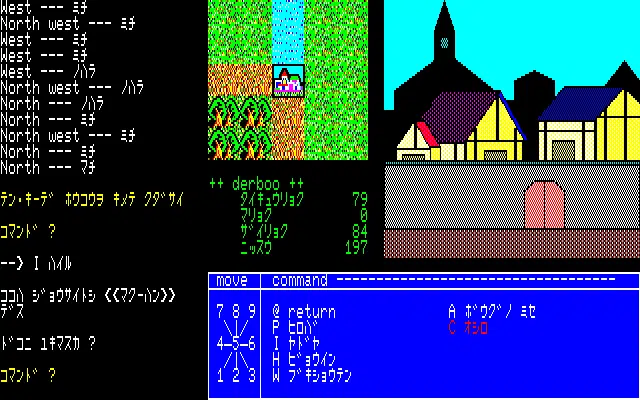 West --- ミチ
North west --- ミチ
West --- ミチ
West --- ミチ
West --- ノハラ
North west --- ノハラ
North --- ノハラ
North --- ミチ
North west --- ミチ
North --- ミチ
North --- マチ
テン・キーデ ホウコウヲ キメテ クダサイ
コマンド ?
--> I ハイル
ココハ ジョウサイトシ <<マクーハン>>
デス
ドコニ ユキマスカ ?
コマンド ?
++ derboo ++
タイキュウリョク 79
マリョク 0
ザイリョク 84
ニッスウ 197
move
7 8 9
4-5-6
1 2 3
command
@ return
P ヒロバ
I ヤドヤ
H ビョウイン
W ブキショウテン
A ボウグノ ミセ
C オシロ